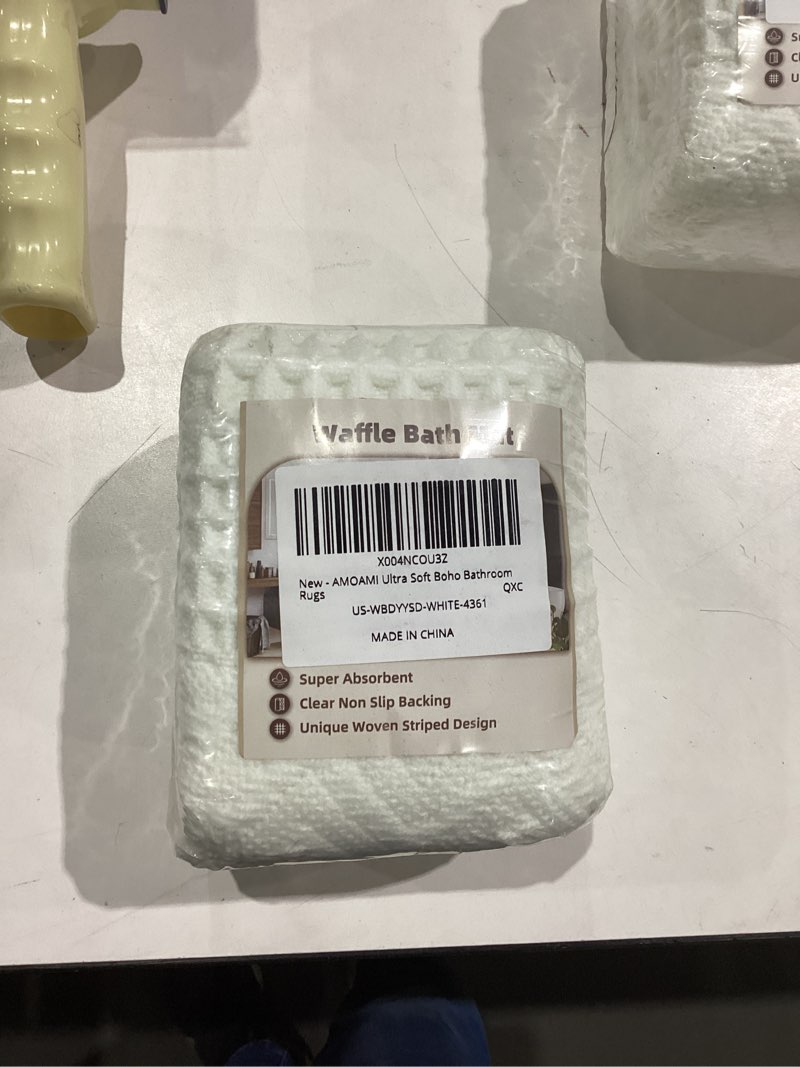 Waffle Bath Mat
X004NCOU3Z
New - AMOAMI Ultra Soft Boho Bathroom
Rugs QXC
US-WBDYYSD-WHITE-4361
MADE IN CHINA
Super Absorbent
Clear Non Slip Backing
Unique Woven Striped Design